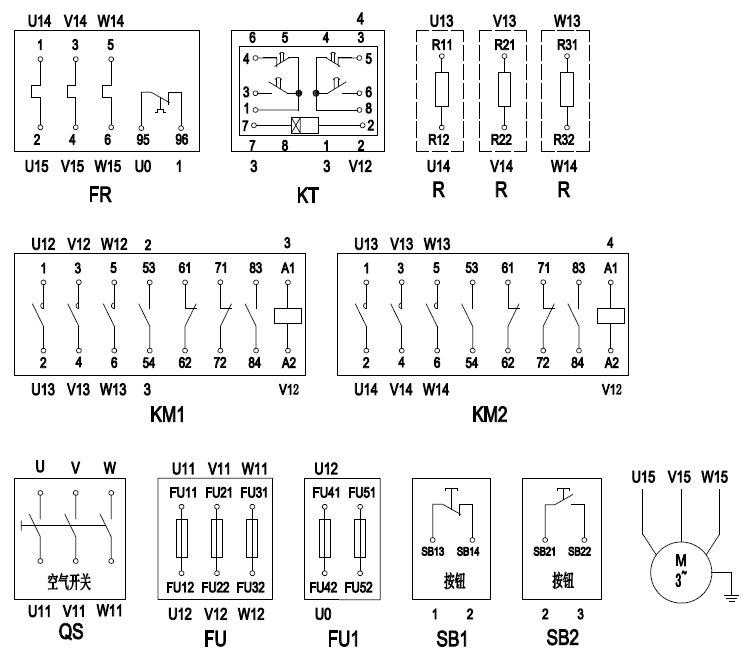 4
U14 V14 W14
6 5 4 3
U13 V13 W13
1 3 5
4 5
R11 R21 R31
3 6
1 8
7 2
2 4 6 95 96
R12 R22 R32
7 8 1 2
U15 V15 W15 U0 1
3 3 V12
U14 V14 W14
FR
KT
R R R
U12 V12 W12 2 3
U13 V13 W13 4
1 3 5 53 61 71 83 A1
1 3 5 53 61 71 83 A1
2 4 6 54 62 72 84 A2
2 4 6 54 62 72 84 A2
U13 V13 W13 3 V12
U14 V14 W14 V12
KM1
KM2
U V W
U11 V11 W11
U12
U15 V15 W15
FU11 FU21 FU31
FU41 FU51
SB13 SB14
SB21 SB22
M
3~
空气开关
FU12 FU22 FU32
FU42 FU52
按钮
按钮
U11 V11 W11
U12 V12 W12
U0
1 2
2 3
QS
FU
FU1
SB1
SB2